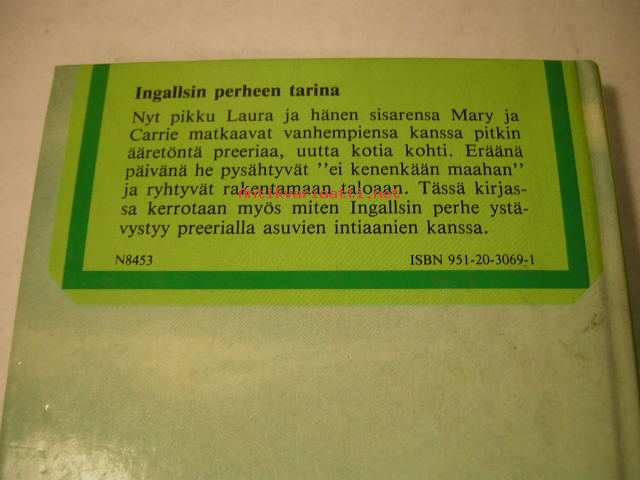 Ingallsin perheen tarina
Nyt pikku Laura ja hänen sisarensa Mary ja
Carrie matkaavat vanhempiensa kanssa pitkin
ääretöntä preeriaa, uutta kotia kohti. Eräänä
päivänä he pysähtyvät "ei kenenkään maahan"
ja ryhtyvät rakentamaan taloaan. Tässä kirjas-
antikvariaatti.net
sa kerrotaan myös miten Ingallsin perhe ystä-
vystyy preerialla asuvien intiaanien kanssa.
N8453 ISBN 951-20-3069-1